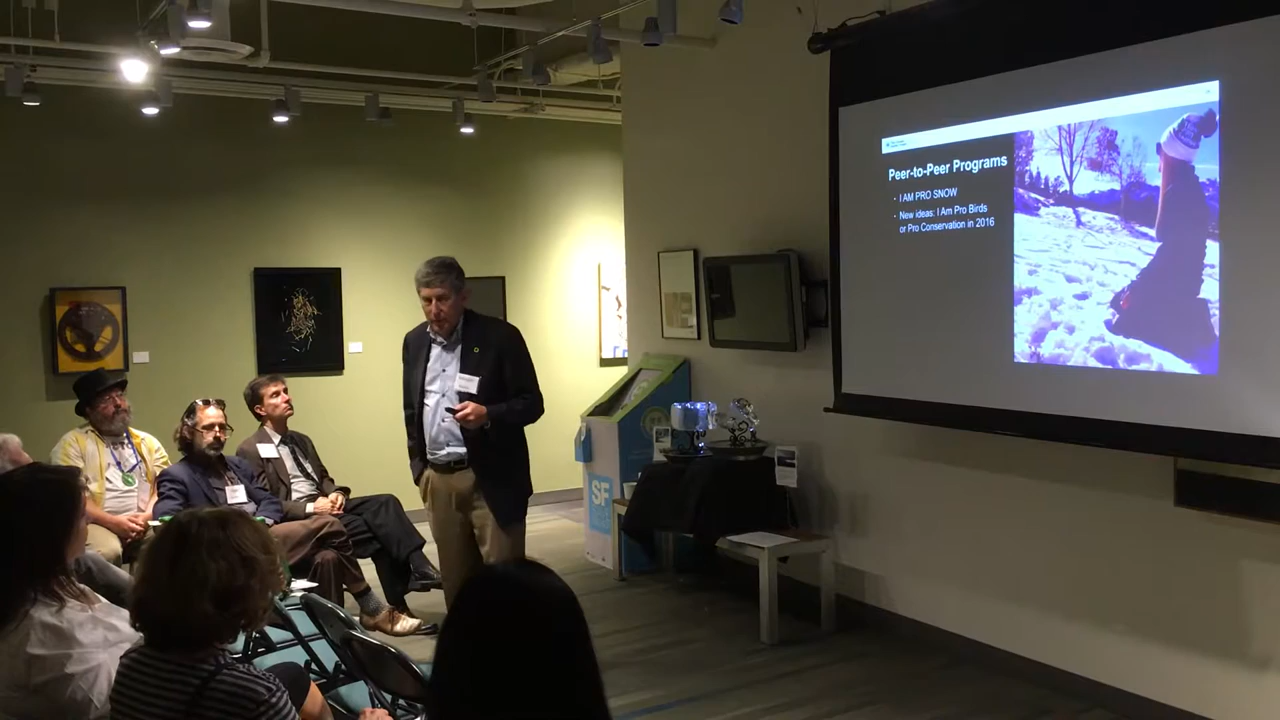 Peer-to-Peer Programs
· I AM PRO SNOW
· New ideas: I Am Pro Birds
or Pro Conservation in 2016
SF